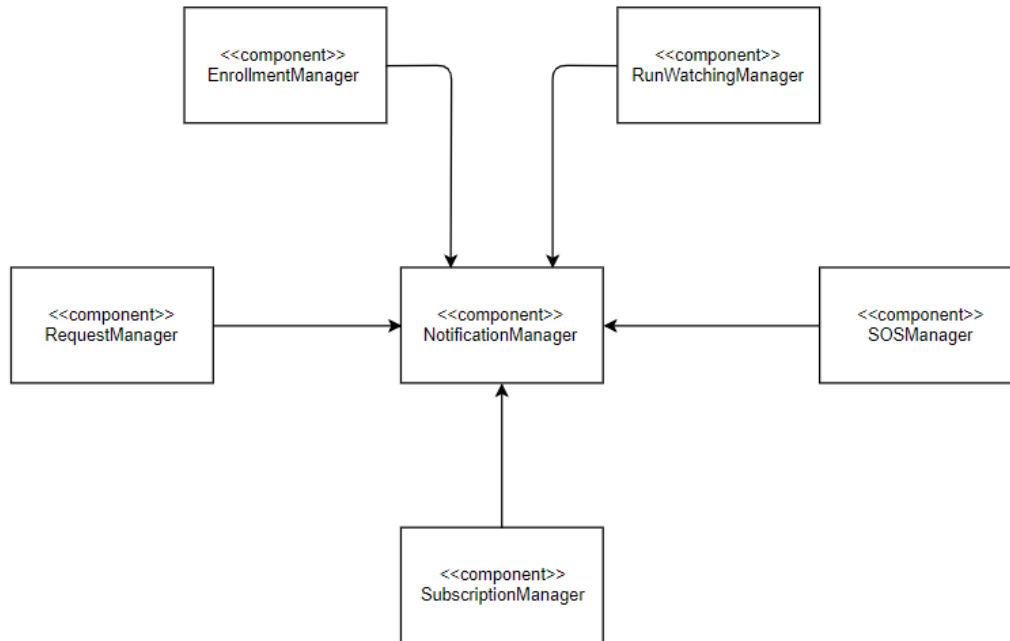 <<component>>
EnrollmentManager
<<component>>
RunWatchingManager
<<component>>
RequestManager
<<component>>
NotificationManager
<<component>>
SOSManager
<<component>>
SubscriptionManager